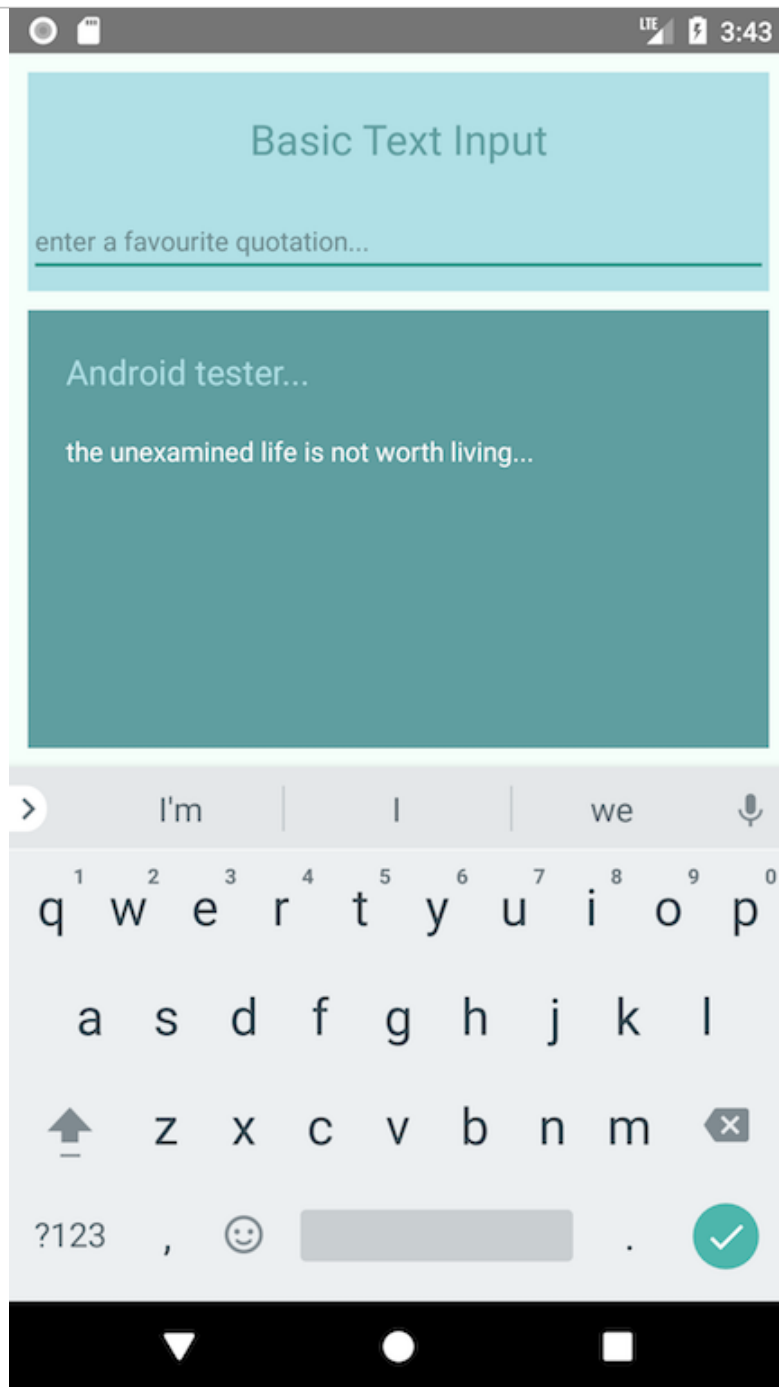 LTE 3:43
Basic Text Input
enter a favourite quotation...
Android tester...
the unexamined life is not worth living...
I'm I we
1 2 3 4 5 6 7 8 9 0
q w e r t y u i o p
a s d f g h j k l
z x c v b n m
?123 , .